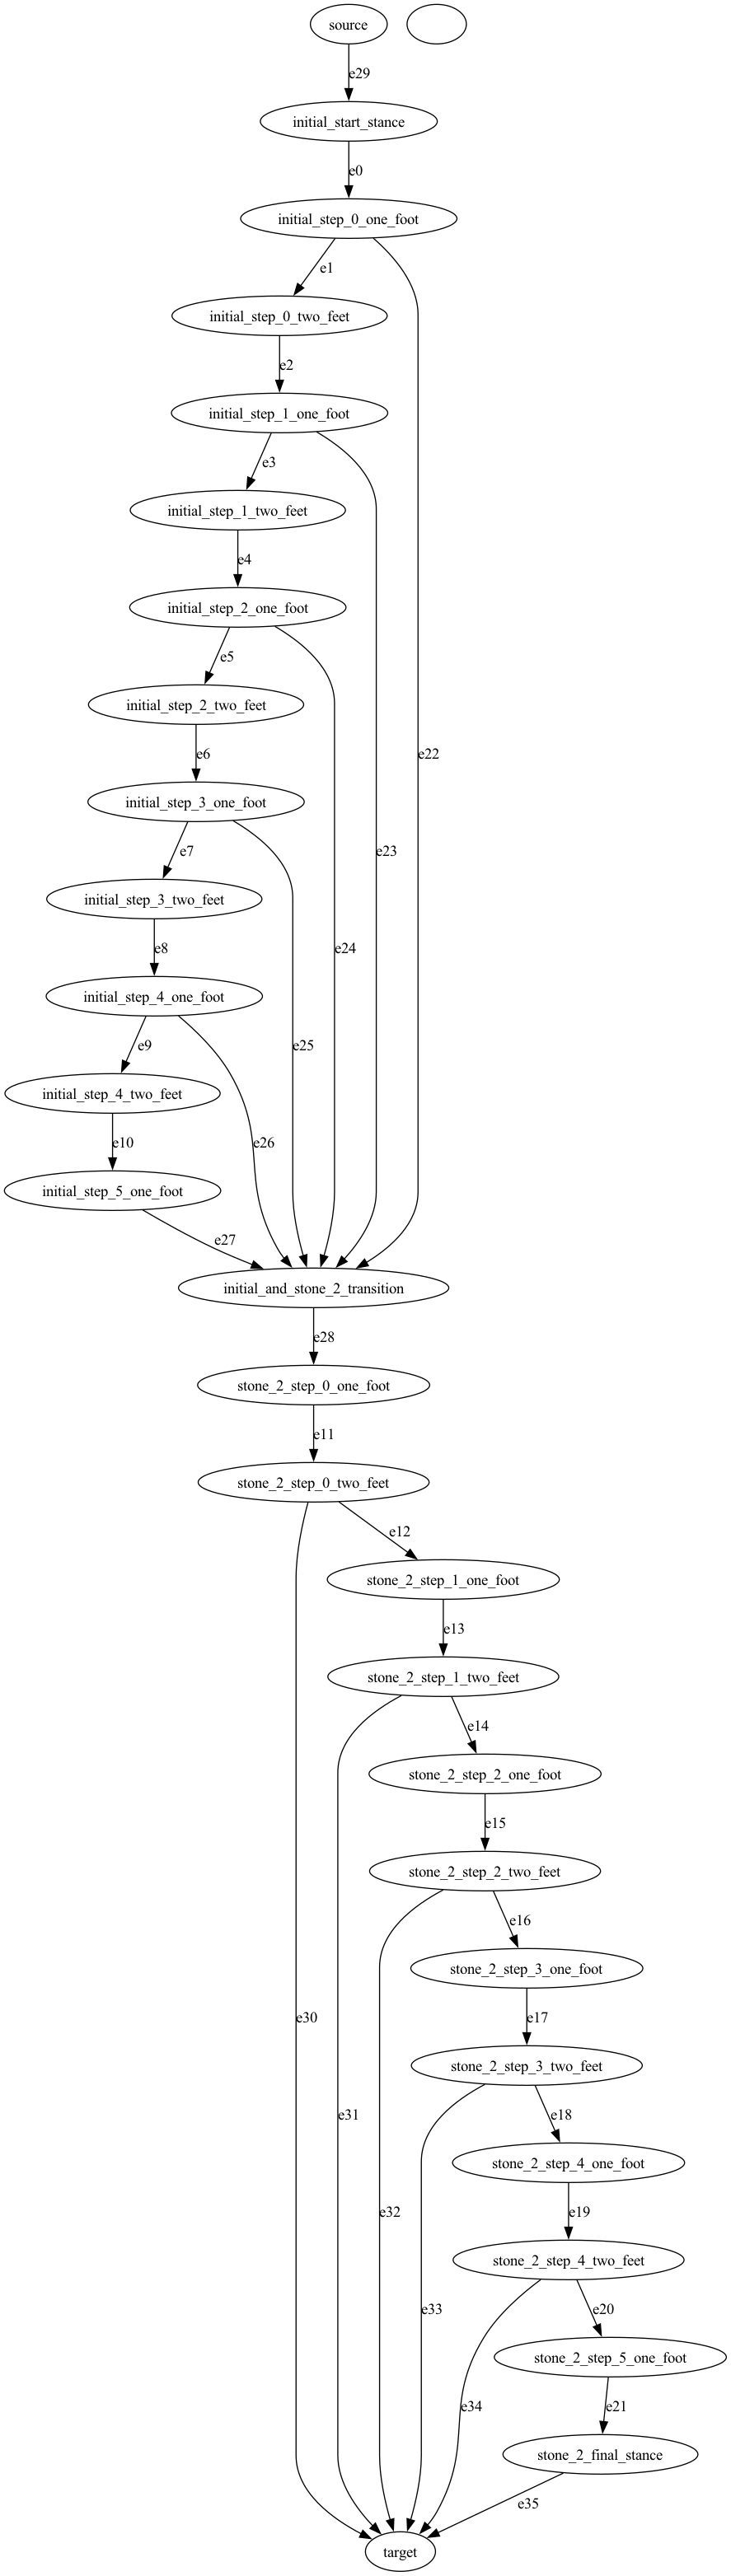 source
e29
initial_start_stance
e0
initial_step_0_one_foot
e1
initial_step_0_two_feet
e2
initial_step_1_one_foot
e3
initial_step_1_two_feet
e4
initial_step_2_one_foot
e5
initial_step_2_two_feet
e6
e22
initial_step_3_one_foot
e7
e23
initial_step_3_two_feet
e8
e24
initial_step_4_one_foot
e9
e25
initial_step_4_two_feet
e10
e26
initial_step_5_one_foot
e27
initial_and_stone_2_transition
e28
stone_2_step_0_one_foot
e11
stone_2_step_0_two_feet
e12
stone_2_step_1_one_foot
e13
stone_2_step_1_two_feet
e14
stone_2_step_2_one_foot
e15
stone_2_step_2_two_feet
e16
stone_2_step_3_one_foot
e30
e17
stone_2_step_3_two_feet
e31
e18
stone_2_step_4_one_foot
e32
e19
stone_2_step_4_two_feet
e33
e20
stone_2_step_5_one_foot
e34
e21
stone_2_final_stance
e35
target